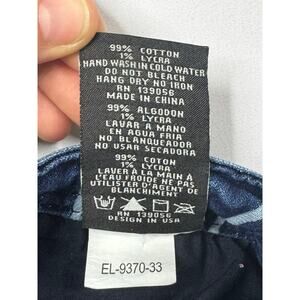 99% COTTON
1% LYCRA
HAND WASH IN COLD WATER
DO NOT BLEACH
HANG DRY NO IRON
RN 139056
MADE IN CHINA
99% ALGODON
1% LYCRA
LAVAR A MANO
EN AGUA FRIA
NO BLANQUEADOR
NO USAR SECADOR
99% COTON
1% LYCRA
LAVER À LA MAIN À
L'EAU FROIDE NE PAS
UTILISER D'AGENT DE
BLANCHIMENT
RN 139056
DESIGN IN USA
EL-9370-33